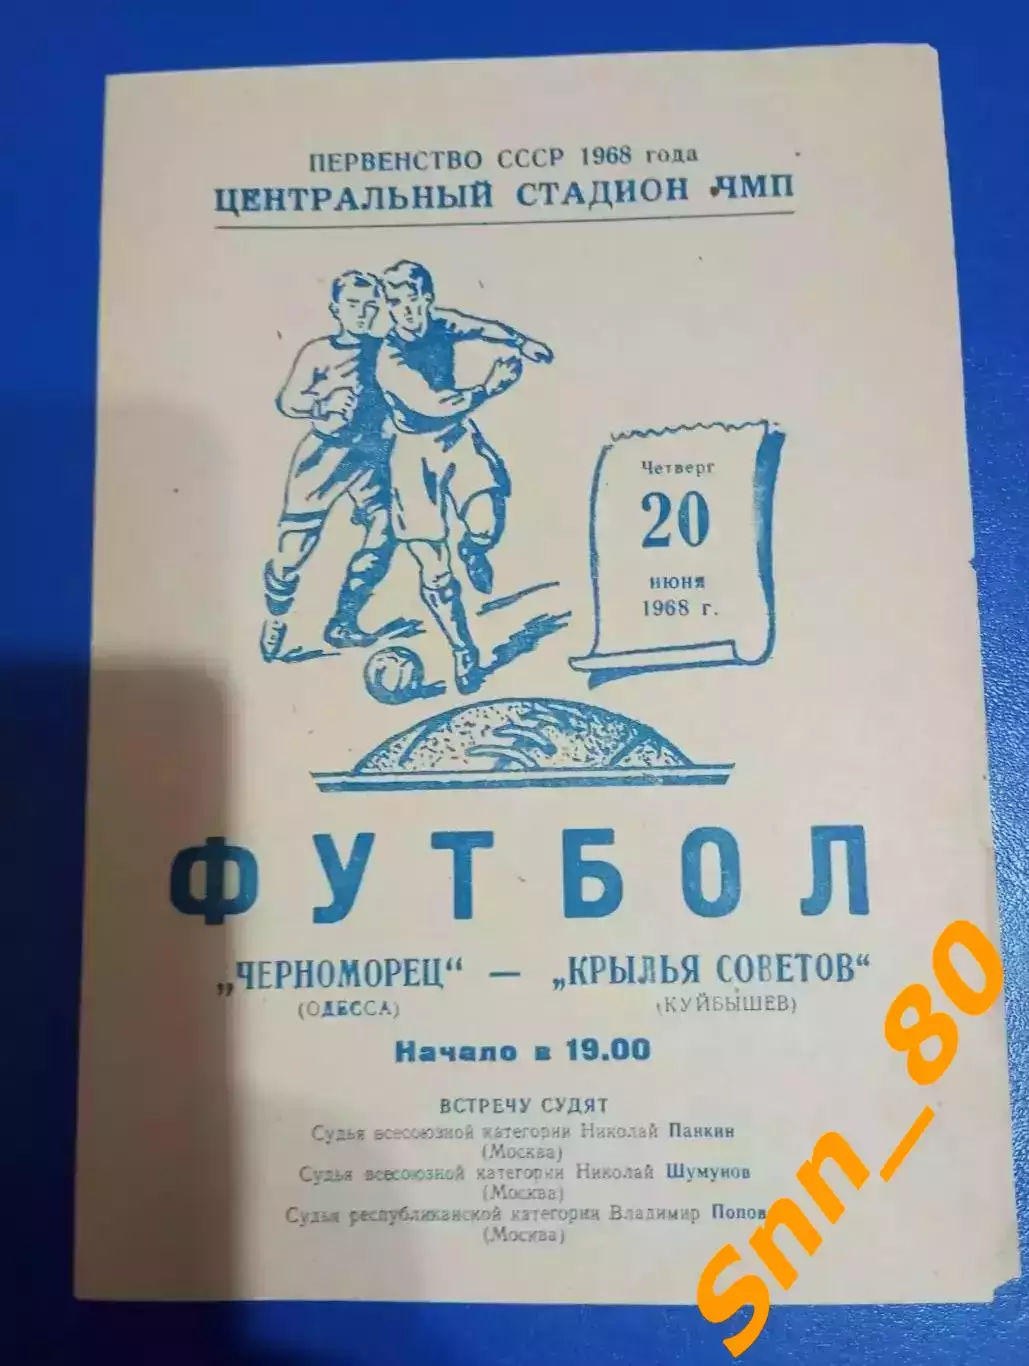 ПЕРВЕНСТВО СССР 1968 года
ЦЕНТРАЛЬНЫЙ СТАДИОН ЧМП
Четверг
20
июня
1968 г.
ФУТБОЛ
„ЧЕРНОМОРЕЦ“ — „КРЫЛЬЯ СОВЕТОВ“
(ОДЕССА) (КУЙБЫШЕВ)
Начало в 19.00
ВСТРЕЧУ СУДЯТ
Судья всесоюзной категории Николай Панкин
(Москва)
Судья всесоюзной категории Николай Шумунов
(Москва)
Судья республиканской категории Владимир Попов
(Москва)
Snn_80